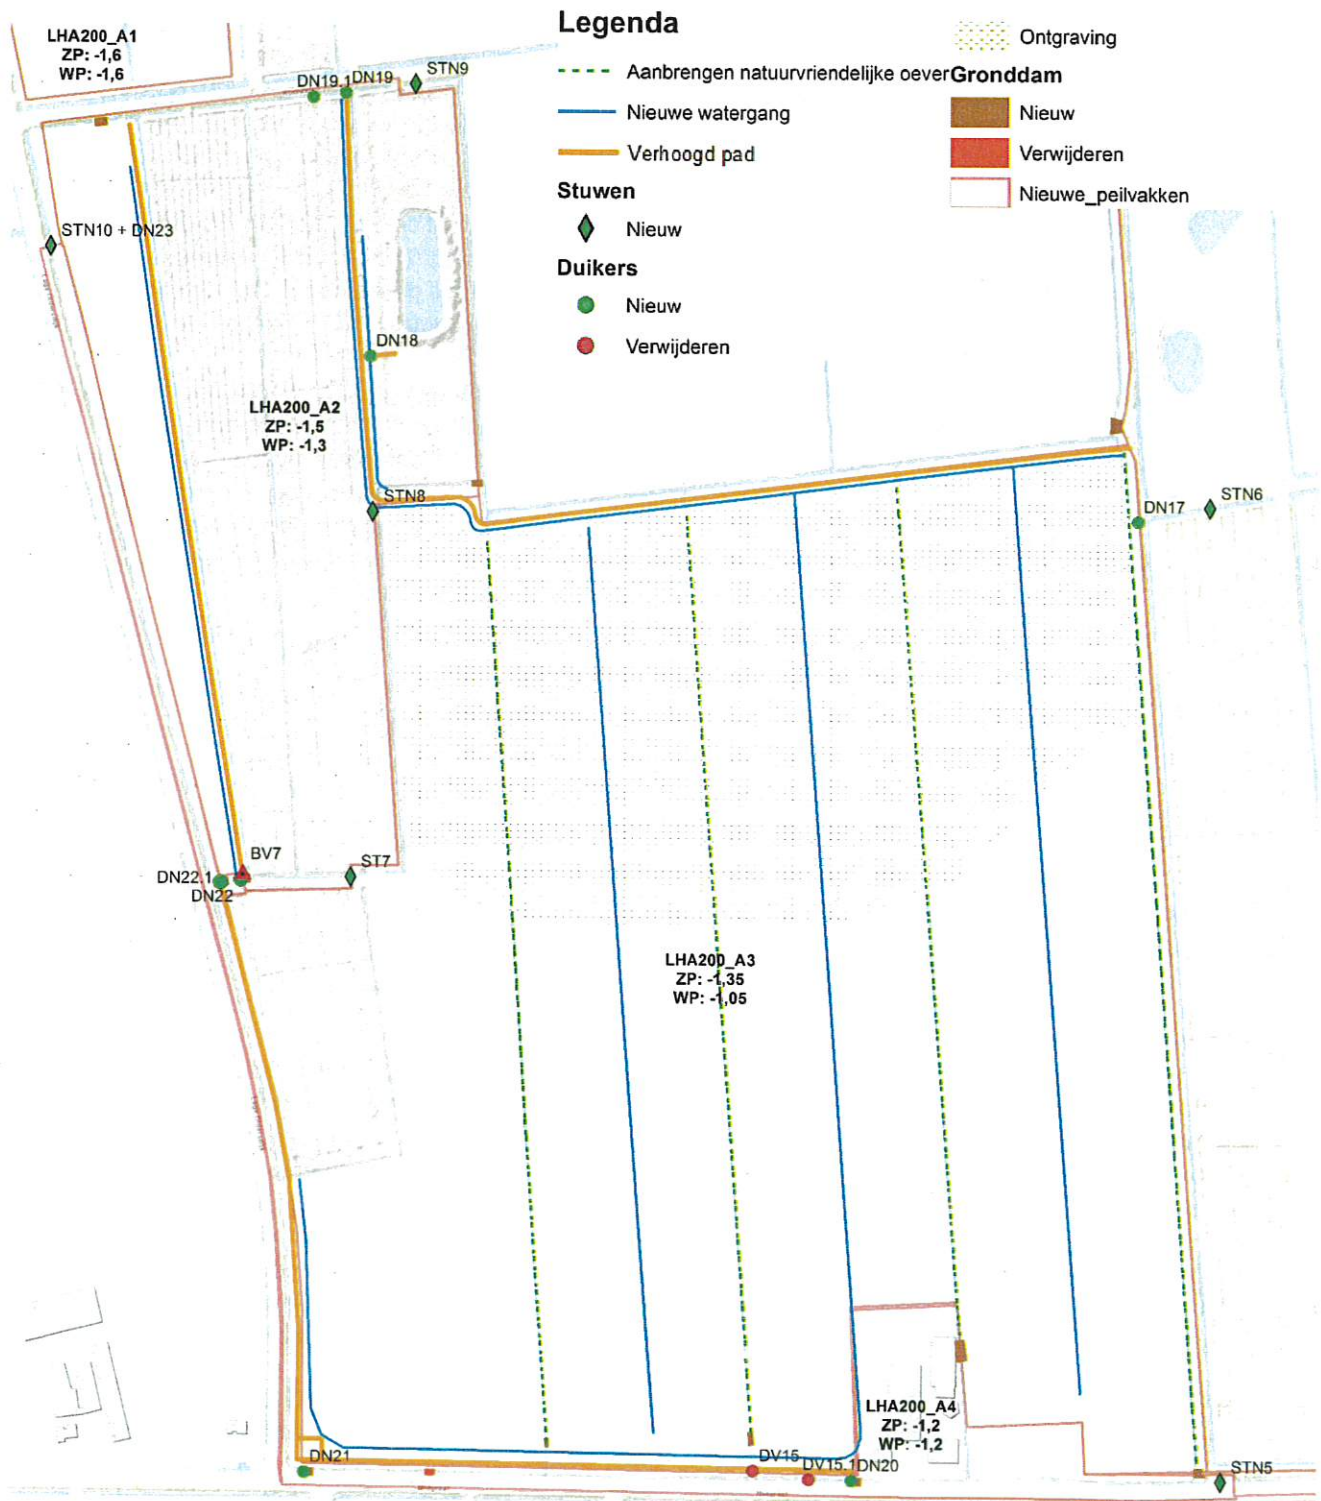 LHA200_A1
ZP: -1,6
WP: -1,6
Legenda
Aanbrengen natuurvriendelijke oever
Nieuwe watergang
Verhoogd pad
Stuwen
Nieuw
Duikers
Nieuw
Verwijderen
Ontgraving
Gronddam
Nieuw
Verwijderen
Nieuwe_peilvakken
DN19.1
DN19
STN9
STN10 + DN23
DN18
LHA200_A2
ZP: -1,5
WP: -1,3
STN8
DN17
STN6
BV7
ST7
DN22.1
DN22
LHA200_A3
ZP: -1,35
WP: -1,05
LHA200_A4
ZP: -1,2
WP: -1,2
DN21
DV15
DV15.1
DN20
STN5